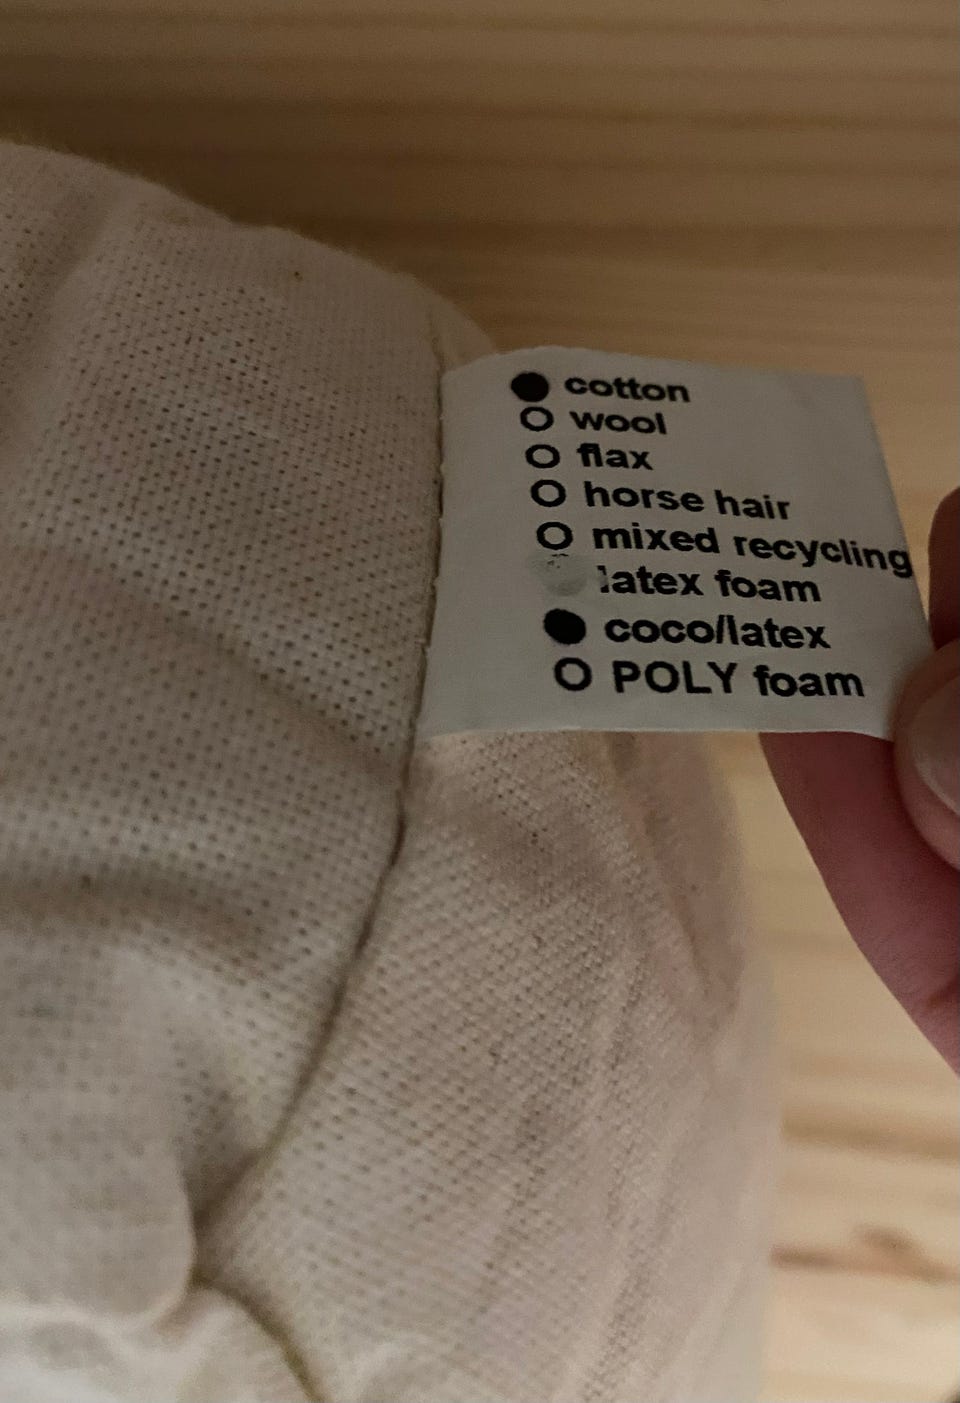 ● cotton
○ wool
○ flax
○ horse hair
○ mixed recycling
latex foam
● coco/latex
○ POLY foam